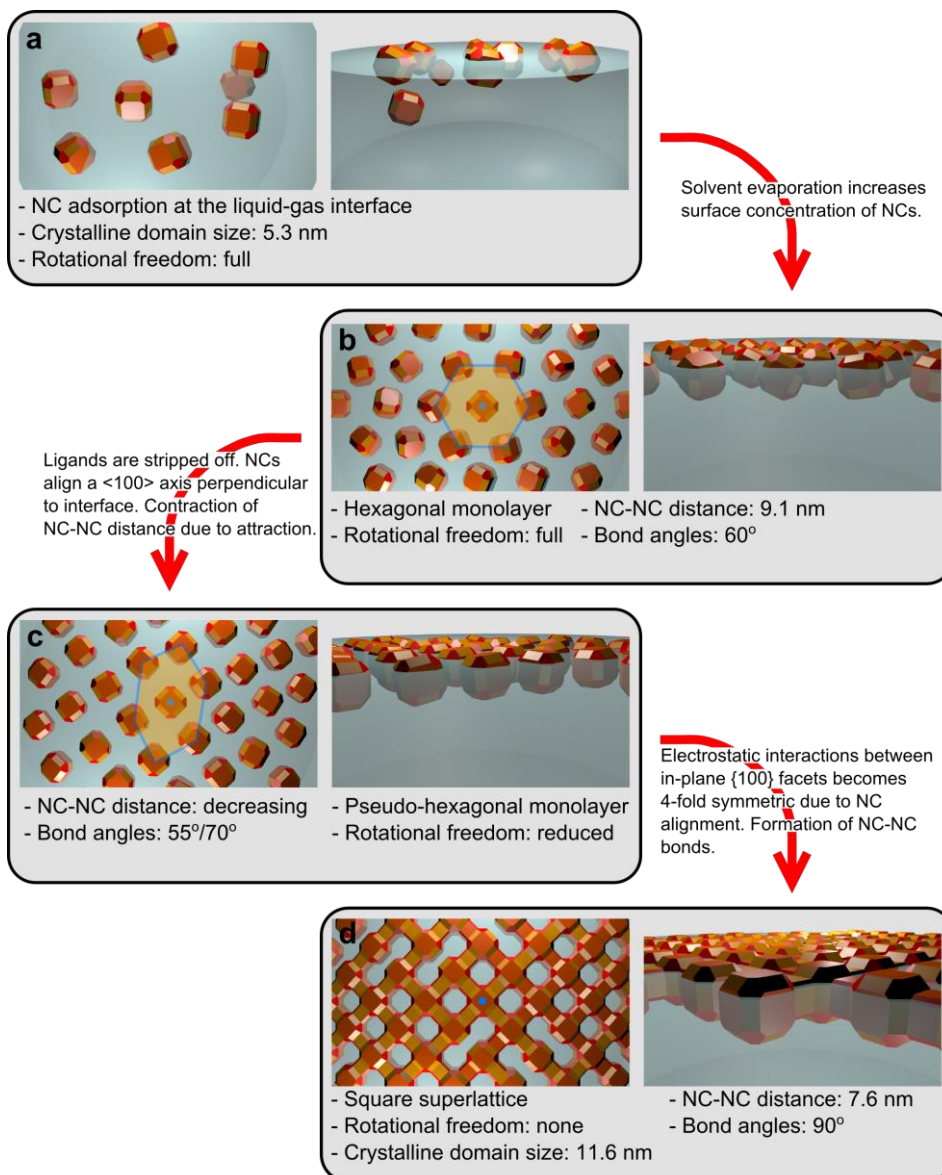 a
- NC adsorption at the liquid-gas interface
- Crystalline domain size: 5.3 nm
- Rotational freedom: full
Solvent evaporation increases
surface concentration of NCs.
b
- Hexagonal monolayer
- Rotational freedom: full
- NC-NC distance: 9.1 nm
- Bond angles: 60º
Ligands are stripped off. NCs
align a <100> axis perpendicular
to interface. Contraction of
NC-NC distance due to attraction.
c
- NC-NC distance: decreasing
- Bond angles: 55º/70º
- Pseudo-hexagonal monolayer
- Rotational freedom: reduced
Electrostatic interactions between
in-plane {100} facets becomes
4-fold symmetric due to NC
alignment. Formation of NC-NC
bonds.
d
- Square superlattice
- Rotational freedom: none
- Crystalline domain size: 11.6 nm
- NC-NC distance: 7.6 nm
- Bond angles: 90º